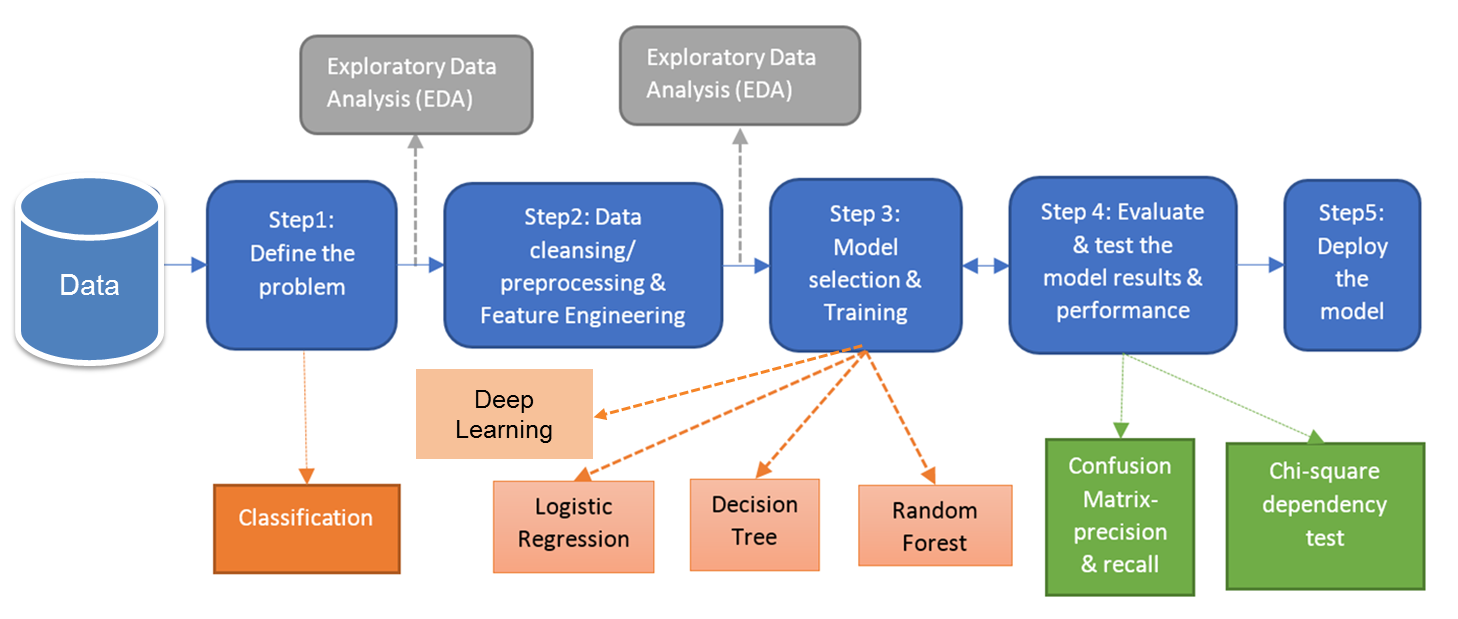 Exploratory Data
Analysis (EDA)
Exploratory Data
Analysis (EDA)
Data
Step1:
Define the
problem
Step2: Data
cleansing/
preprocessing &
Feature Engineering
Step 3:
Model
selection &
Training
Step 4: Evaluate
& test the
model results &
performance
Step5:
Deploy
the
model
Deep
Learning
Classification
Logistic
Regression
Decision
Tree
Random
Forest
Confusion
Matrix-
precision
& recall
Chi-square
dependency
test